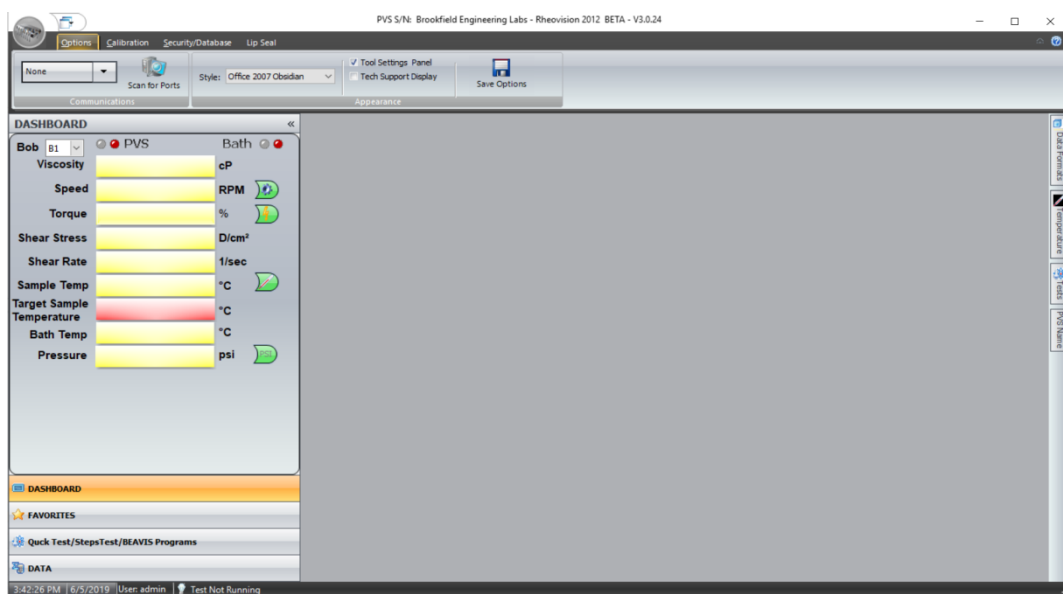 PVS S/N: Brookfield Engineering Labs - Rheovision 2012 BETA - V3.0.24
Options Calibration Security/Database Lip Seal
None
Scan for Ports
Communications
Style: Office 2007 Obsidian
Tool Settings Panel
Tech Support Display
Save Options
Appearance
DASHBOARD «
Bob B1 PVS Bath
Viscosity cP
Speed RPM
Torque %
Shear Stress D/cm²
Shear Rate 1/sec
Sample Temp °C
Target Sample
Temperature °C
Bath Temp °C
Pressure psi PSI
DASHBOARD
FAVORITES
Quck Test/StepsTest/BEAVIS Programs
DATA
3:42:26 PM 6/5/2019 User: admin Test Not Running
Data Formats
Temperature
Tests
PVS Name